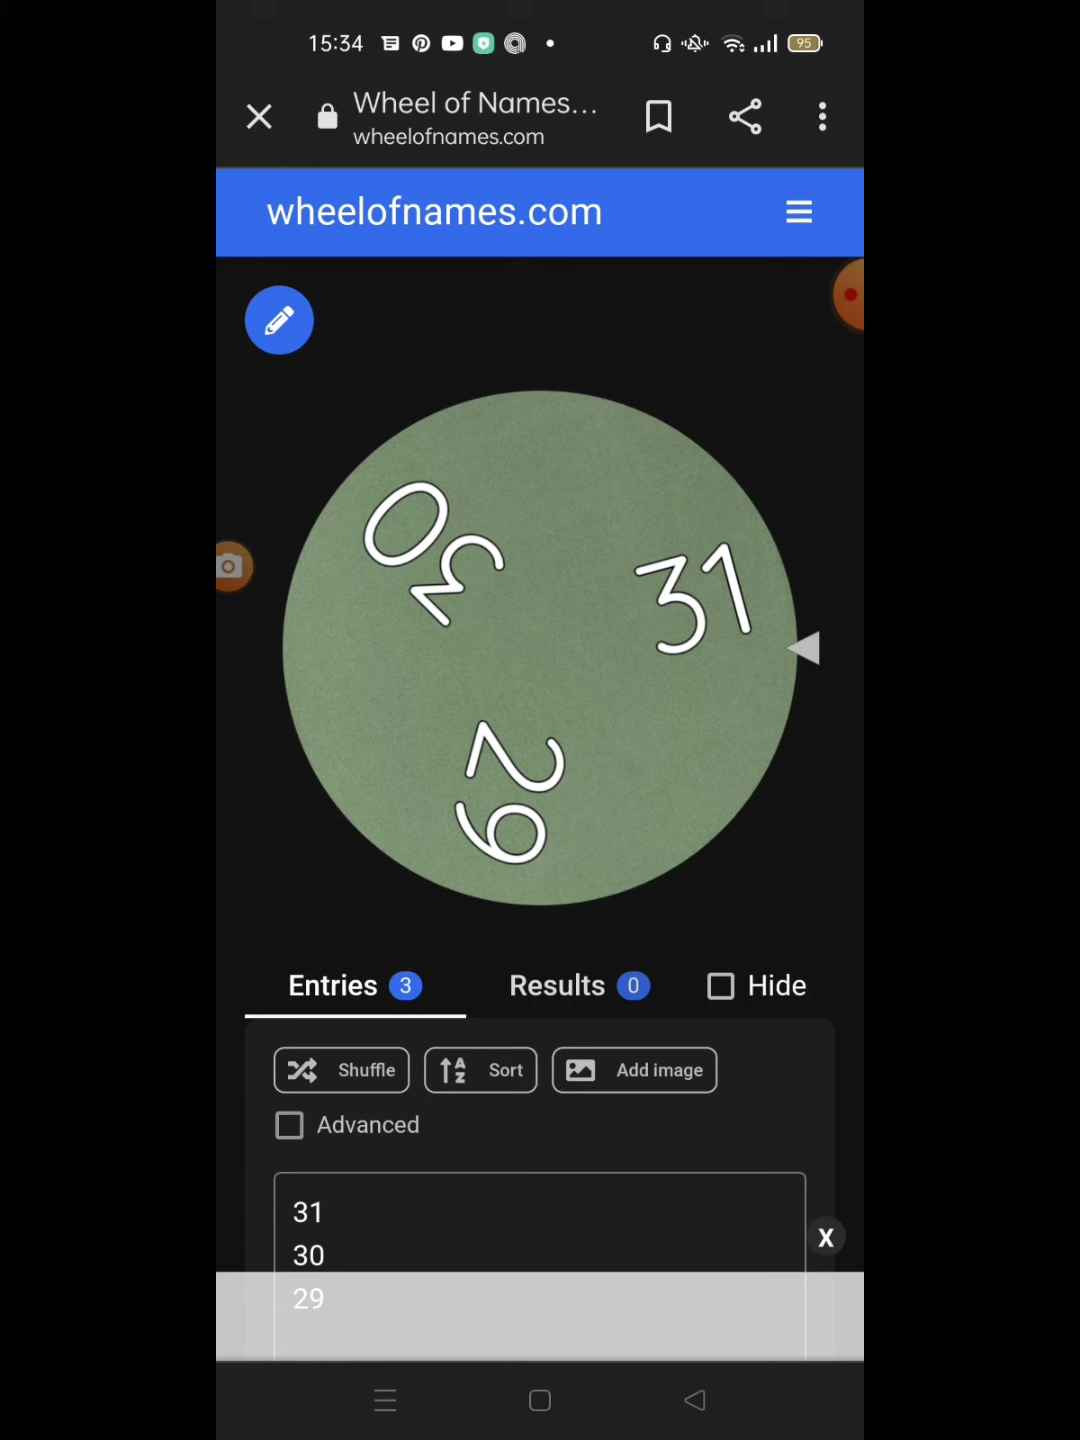 15:34
95
Wheel of Names...
wheelofnames.com
wheelofnames.com
30
31
29
Entries 3
Results 0
Hide
Shuffle
Sort
Add image
Advanced
31
30
29
X